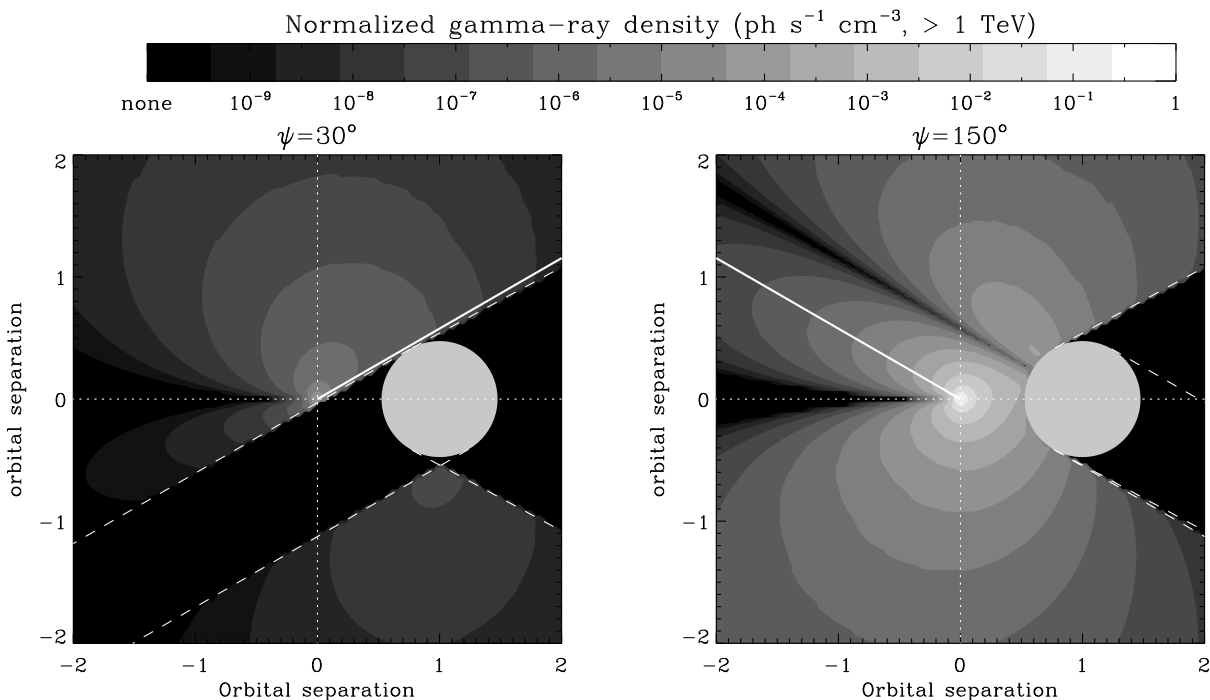 Normalized gamma−ray density (ph s⁻¹ cm⁻³, > 1 TeV)
none 10⁻⁹ 10⁻⁸ 10⁻⁷ 10⁻⁶ 10⁻⁵ 10⁻⁴ 10⁻³ 10⁻² 10⁻¹ 1
ψ=30°
2
1
0
−1
−2
−2 −1 0 1 2
orbital separation
Orbital separation
ψ=150°
2
1
0
−1
−2
−2 −1 0 1 2
orbital separation
Orbital separation